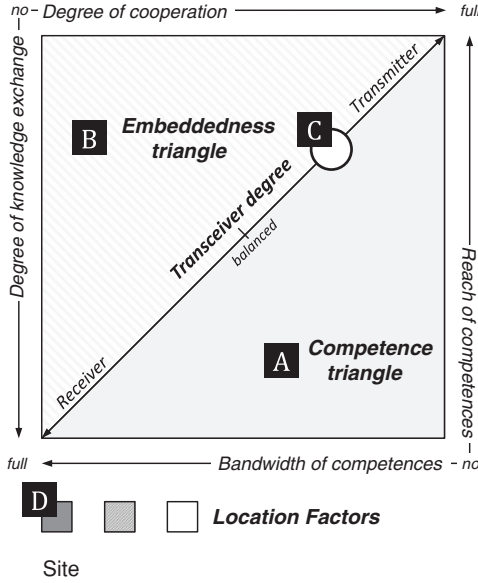 no
Degree of cooperation
full
Degree of knowledge exchange
Transmitter
C
B
Embeddedness
triangle
Transceiver degree
balanced
Reach of competences
A
Competence
triangle
Receiver
full
Bandwidth of competences
no
D
Location Factors
Site